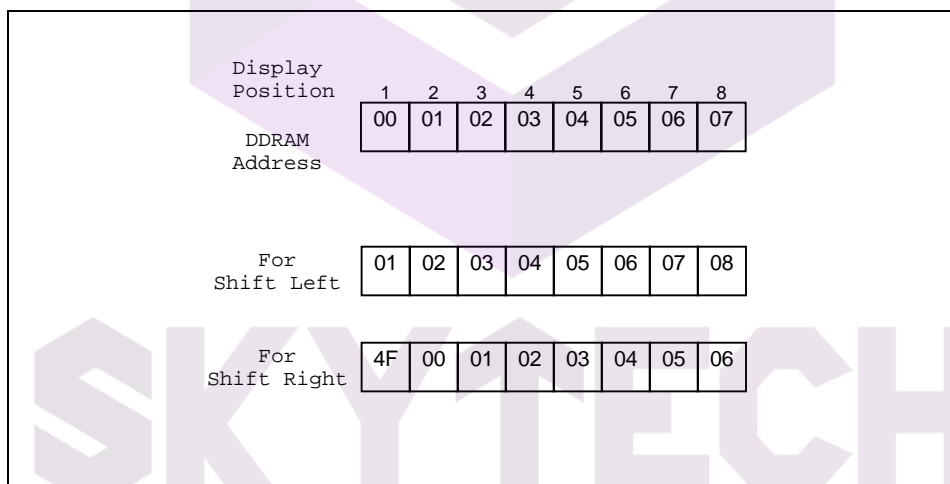 Display
Position
1 2 3 4 5 6 7 8
DDRAM
Address
00 01 02 03 04 05 06 07
For
Shift Left
01 02 03 04 05 06 07 08
For
Shift Right
4F 00 01 02 03 04 05 06
SKYTECH